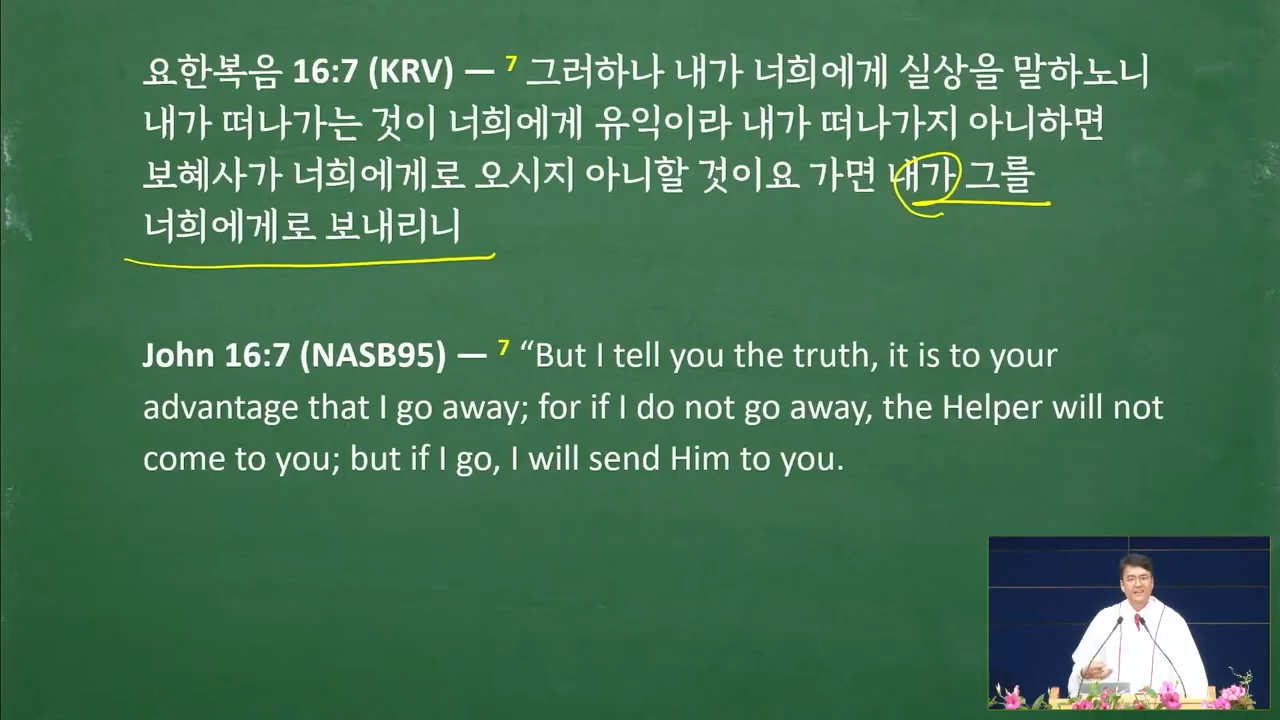 요한복음 16:7 (KRV) — 7 그러하나 내가 너희에게 실상을 말하노니
내가 떠나가는 것이 너희에게 유익이라 내가 떠나가지 아니하면
보혜사가 너희에게로 오시지 아니할 것이요 가면 내가 그를
너희에게로 보내리니
John 16:7 (NASB95) — 7 “But I tell you the truth, it is to your
advantage that I go away; for if I do not go away, the Helper will not
come to you; but if I go, I will send Him to you.